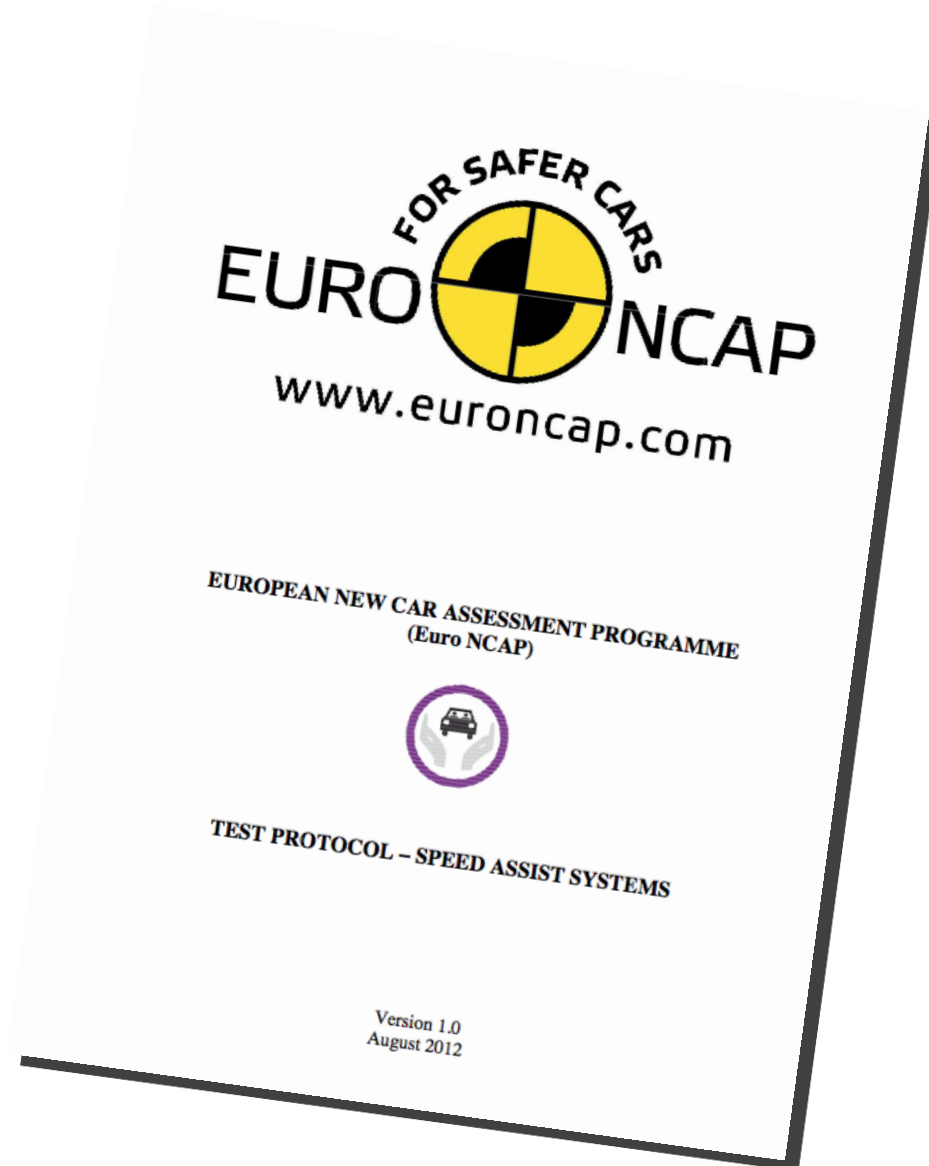 FOR SAFER CARS
EURO NCAP
www.euroncap.com
EUROPEAN NEW CAR ASSESSMENT PROGRAMME
(Euro NCAP)
TEST PROTOCOL – SPEED ASSIST SYSTEMS
Version 1.0
August 2012